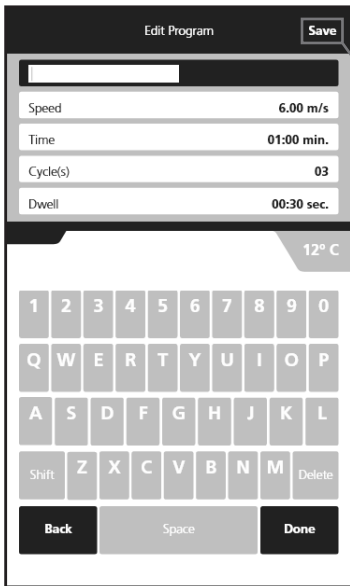 Edit Program Save
Speed 6.00 m/s
Time 01:00 min.
Cycle(s) 03
Dwell 00:30 sec.
12° C
1 2 3 4 5 6 7 8 9 0
Q W E R T Y U I O P
A S D F G H J K L
Shift Z X C V B N M Delete
Back Space Done